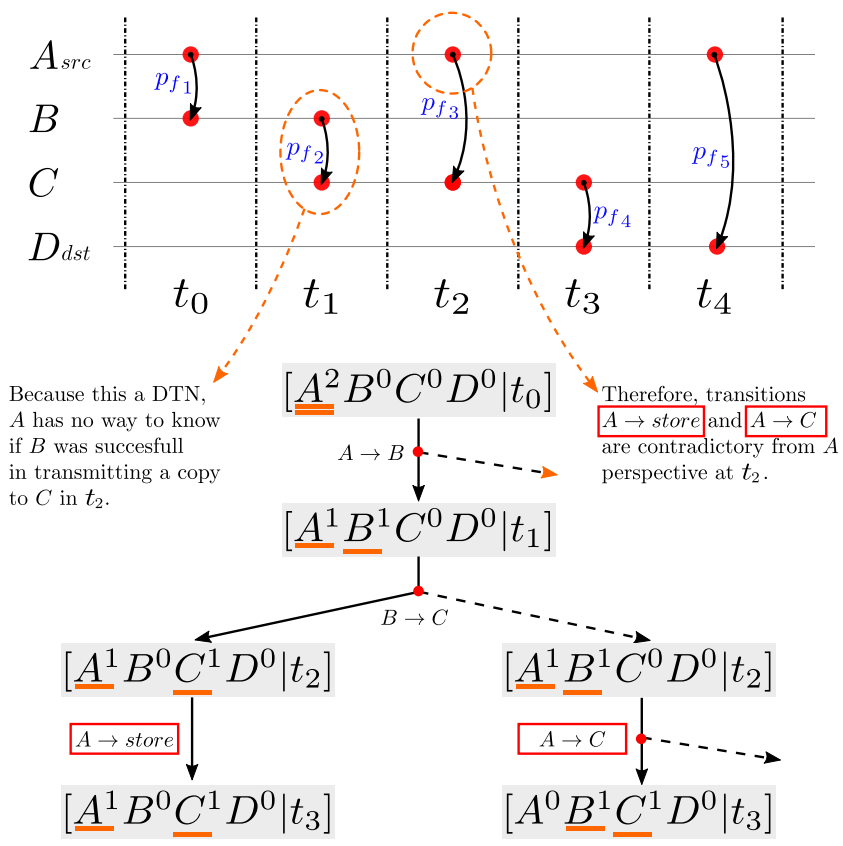 A_src
p_f1
p_f3
B
p_f2
p_f5
C
p_f4
D_dst
t_0 t_1 t_2 t_3 t_4
Because this a DTN,
A has no way to know
if B was succesfull
in transmitting a copy
to C in t_2.
[A^2 B^0 C^0 D^0|t_0]
Therefore, transitions
A → store and A → C
are contradictory from A
perspective at t_2.
A → B
[A^1 B^1 C^0 D^0|t_1]
B → C
[A^1 B^0 C^1 D^0|t_2]
[A^1 B^1 C^0 D^0|t_2]
A → store
A → C
[A^1 B^0 C^1 D^0|t_3]
[A^0 B^1 C^1 D^0|t_3]